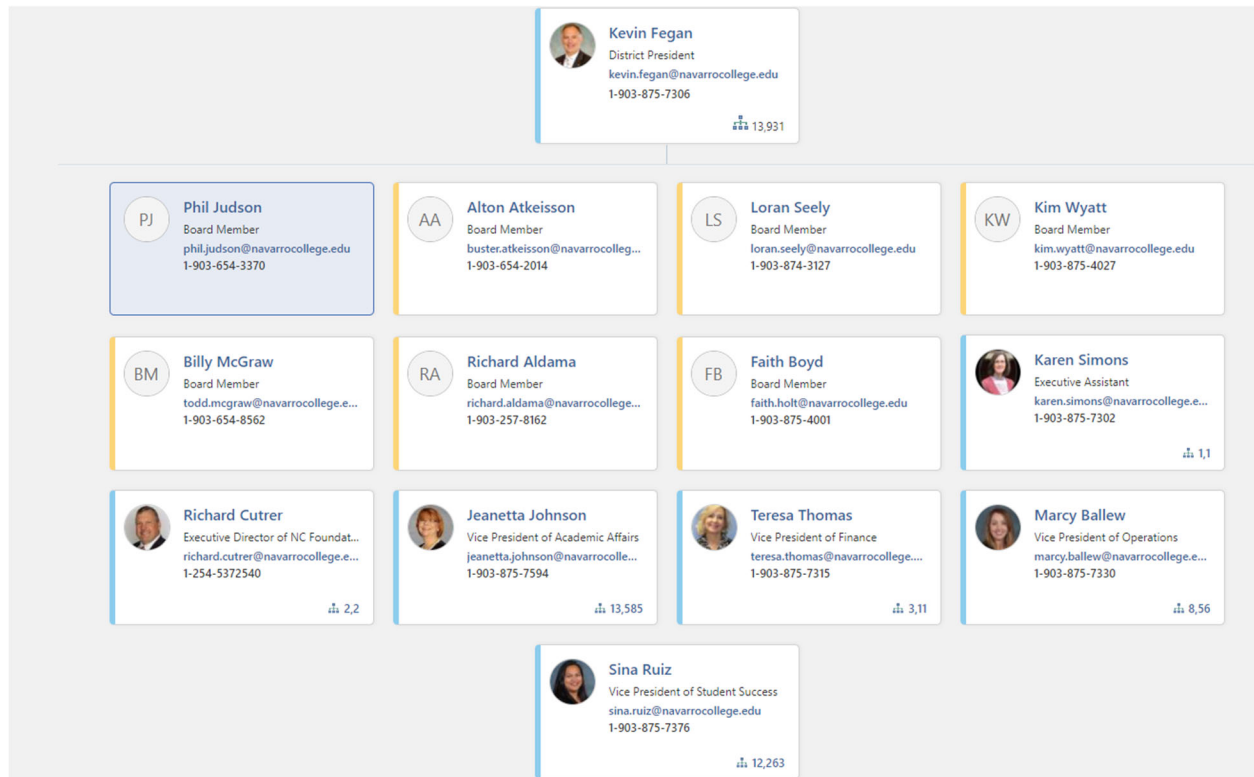 Kevin Fegan
District President
kevin.fegan@navarrocollege.edu
1-903-875-7306
13,931
PJ
Phil Judson
Board Member
phil.judson@navarrocollege.edu
1-903-654-3370
AA
Alton Atkeisson
Board Member
buster.atkeisson@navarrocolleg...
1-903-654-2014
LS
Loran Seely
Board Member
loran.seely@navarrocollege.edu
1-903-874-3127
KW
Kim Wyatt
Board Member
kim.wyatt@navarrocollege.edu
1-903-875-4027
BM
Billy McGraw
Board Member
todd.mcgraw@navarrocollege.e...
1-903-654-8562
RA
Richard Aldama
Board Member
richard.aldama@navarrocollege...
1-903-257-8162
FB
Faith Boyd
Board Member
faith.holt@navarrocollege.edu
1-903-875-4001
Karen Simons
Executive Assistant
karen.simons@navarrocollege.e...
1-903-875-7302
1,1
Richard Cutrer
Executive Director of NC Foundat...
richard.cutrer@navarrocollege.e...
1-254-5372540
2,2
Jeanetta Johnson
Vice President of Academic Affairs
jeanetta.johnson@navarrocolle...
1-903-875-7594
13,585
Teresa Thomas
Vice President of Finance
teresa.thomas@navarrocollege....
1-903-875-7315
3,11
Marcy Ballew
Vice President of Operations
marcy.ballew@navarrocollege.e...
1-903-875-7330
8,56
Sina Ruiz
Vice President of Student Success
sina.ruiz@navarrocollege.edu
1-903-875-7376
12,263